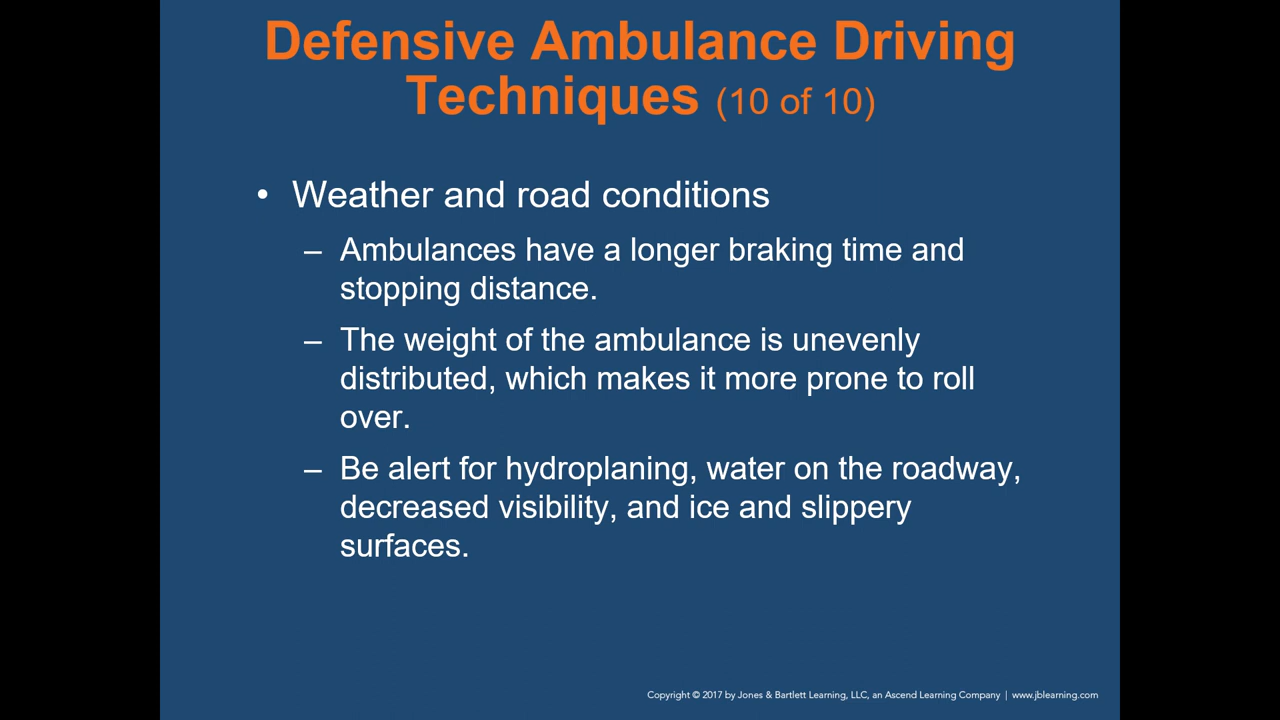 Defensive Ambulance Driving
Techniques (10 of 10)
• Weather and road conditions
– Ambulances have a longer braking time and
stopping distance.
– The weight of the ambulance is unevenly
distributed, which makes it more prone to roll
over.
– Be alert for hydroplaning, water on the roadway,
decreased visibility, and ice and slippery
surfaces.
Copyright © 2017 by Jones & Bartlett Learning, LLC, an Ascend Learning Company | www.jblearning.com